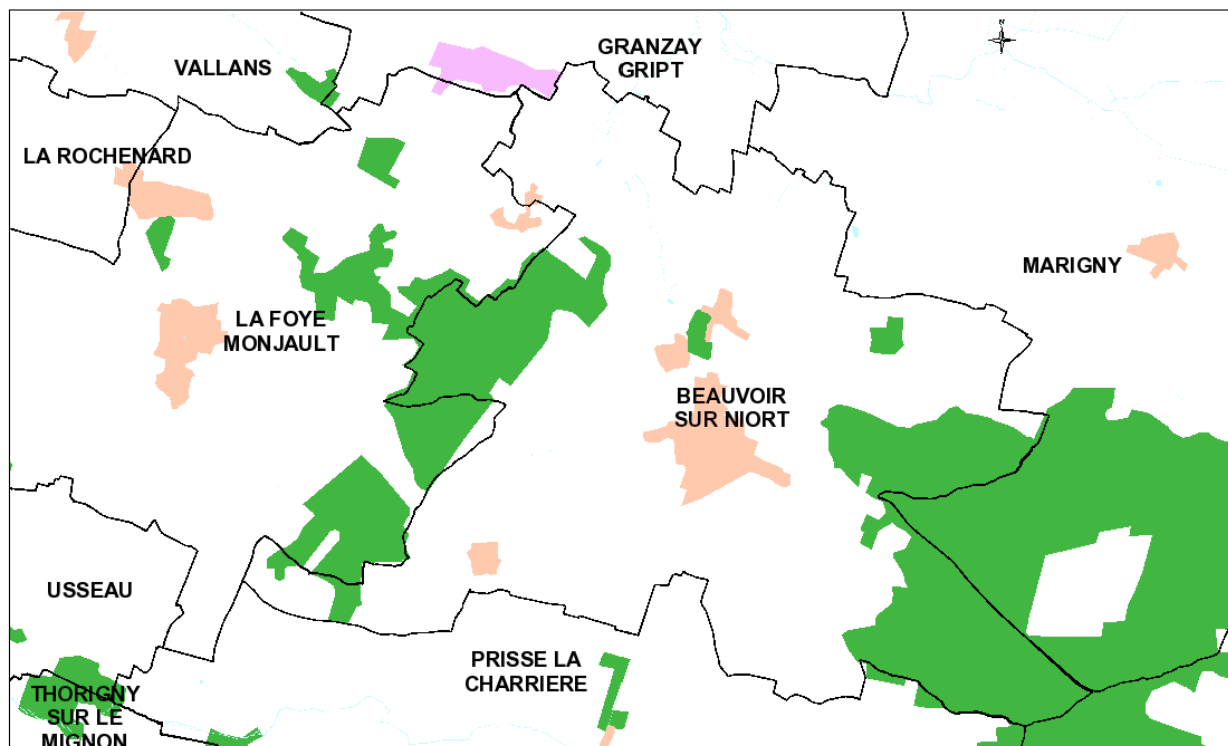 GRANZAY
GRIPT
VALLANS
LA ROCHENARD
MARIGNY
LA FOYE
MONJAULT
BEAUVOIR
SUR NIORT
USSEAU
PRISSE LA
CHARRIERE
THORIGNY
SUR LE
MIGNON
N